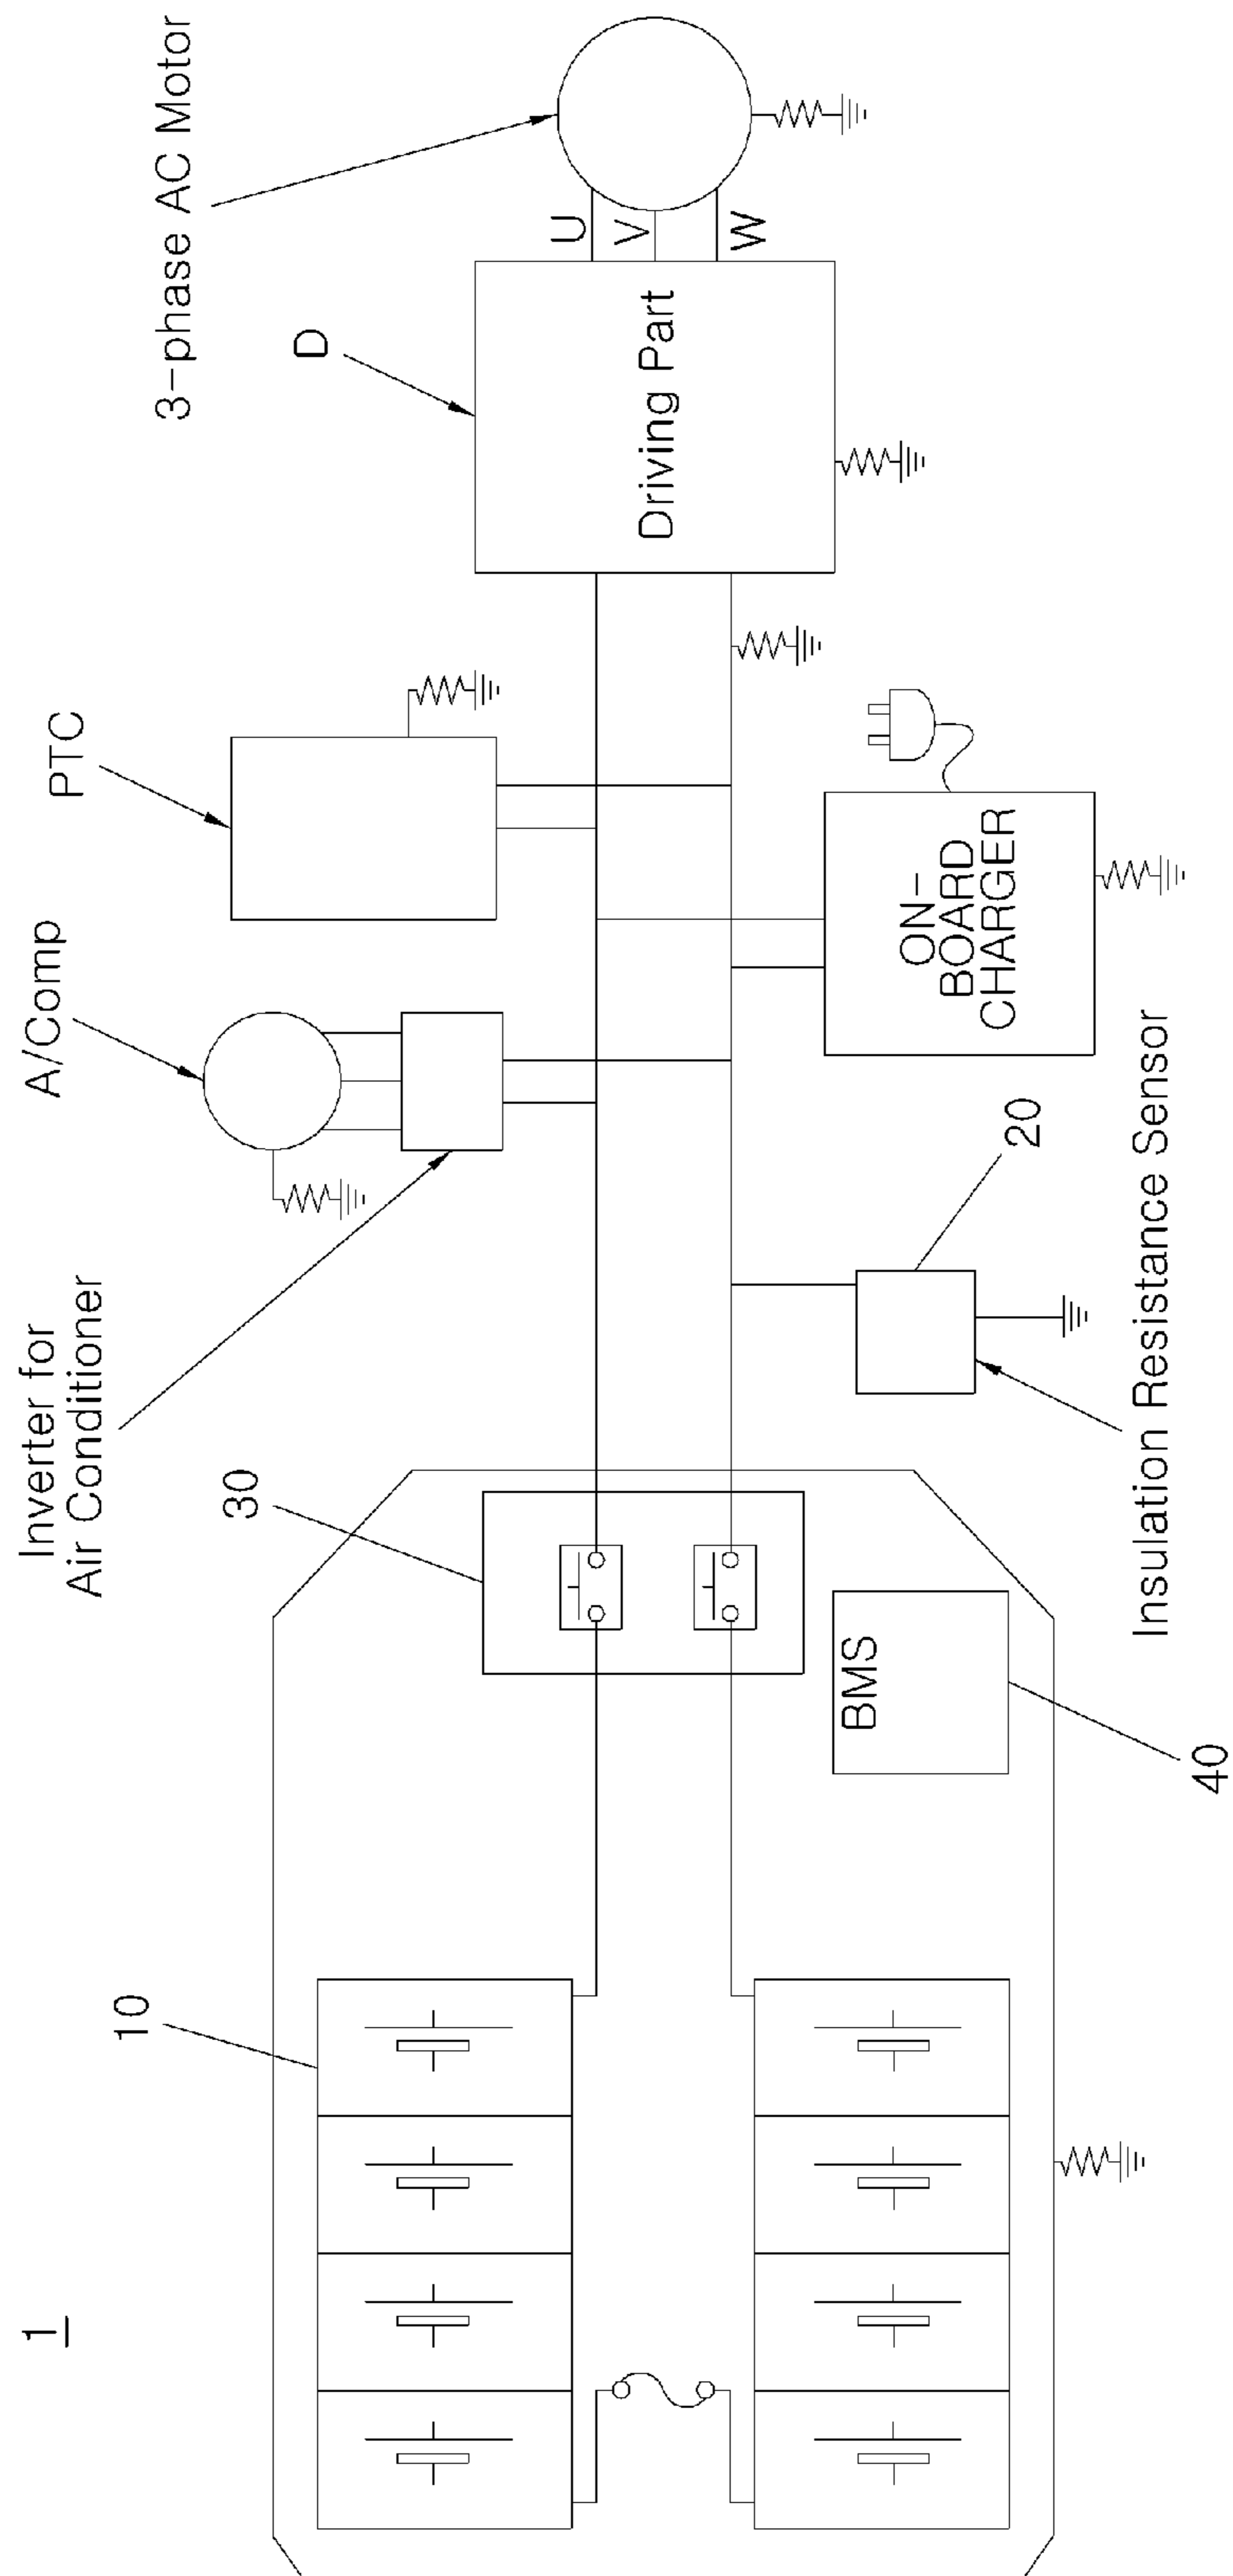 1
10
30
Inverter for
Air Conditioner
A/Comp
PTC
D
3-phase AC Motor
U
V
W
Driving Part
ON-
BOARD
CHARGER
20
Insulation Resistance Sensor
BMS
40